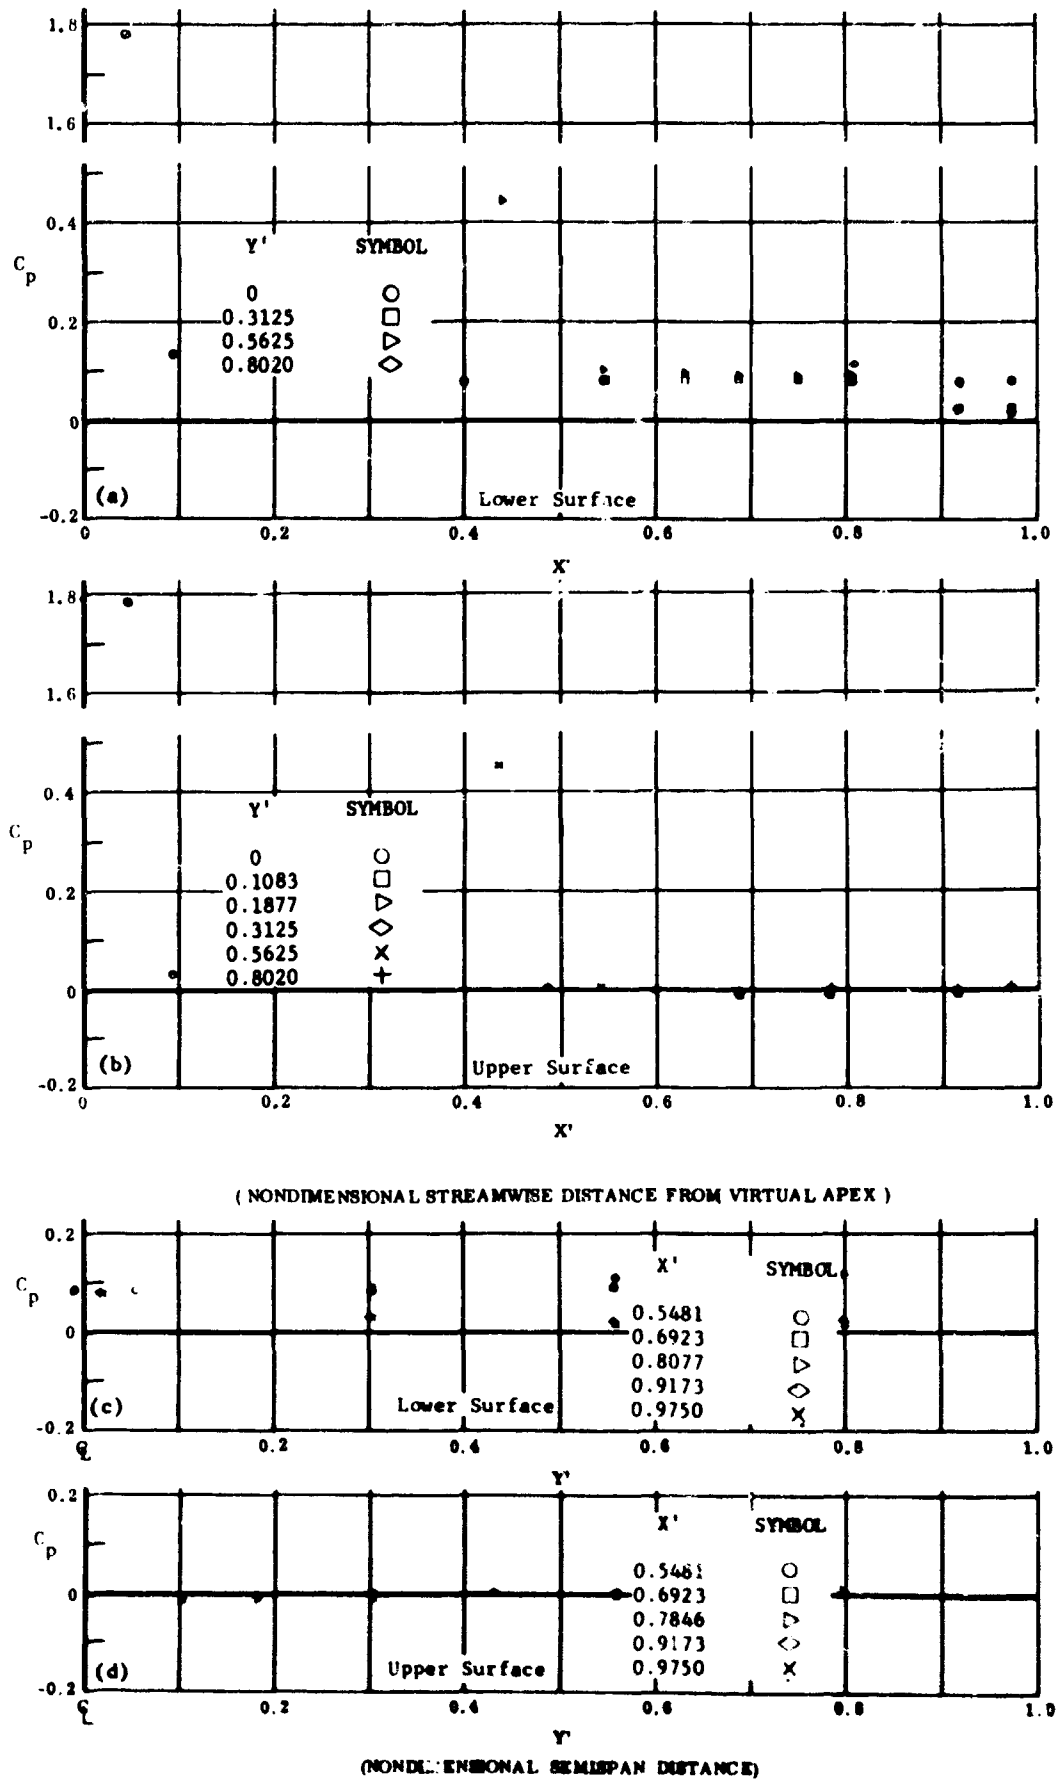 1.8
1.6
0.4
Y' SYMBOL
C p
0
0.2
0.3125
0.5625
0.8020
0
(a)
Lower Surface
-0.2
0 0.2 0.4 0.6 0.8 1.0
X'
1.8
1.6
0.4
Y' SYMBOL
C p
0
0.1083
0.2
0.1877
0.3125
0.5625
0.8020
0
(b)
Upper Surface
-0.2
0 0.2 0.4 0.6 0.8 1.0
X'
( NONDIMENSIONAL STREAMWISE DISTANCE FROM VIRTUAL APEX )
0.2
X' SYMBOL
C p
0.5481
0 0.6923
0.8077
0.9173
(c) Lower Surface 0.9750
-0.2
C L 0.2 0.4 0.6 0.8 1.0
Y'
0.2
X' SYMBOL
C p
0.5481
0 0.6923
0.7846
0.9173
(d) Upper Surface 0.9750
-0.2
C L 0.2 0.4 0.6 0.8 1.0
Y'
(NONDIMENSIONAL SEMISPAN DISTANCE)